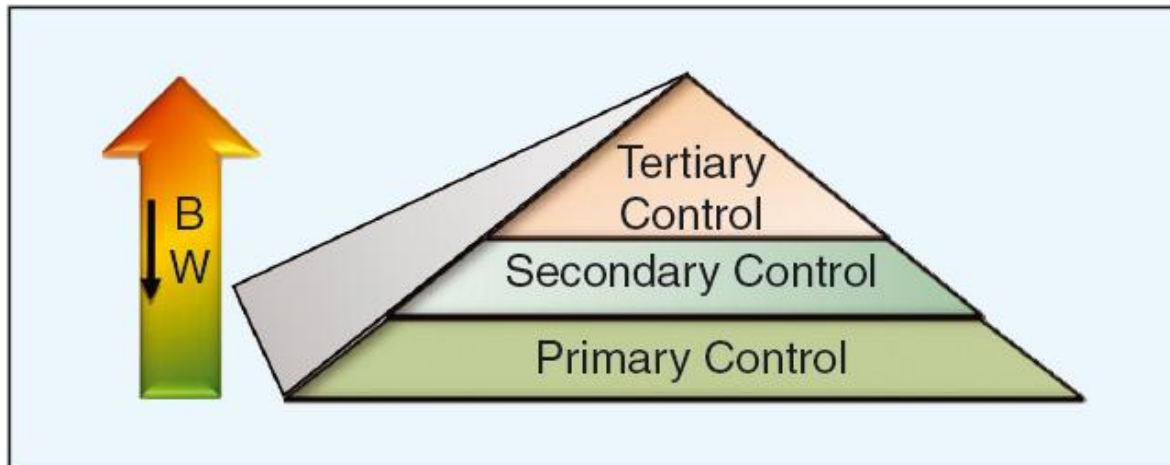 B
W
Tertiary
Control
Secondary Control
Primary Control